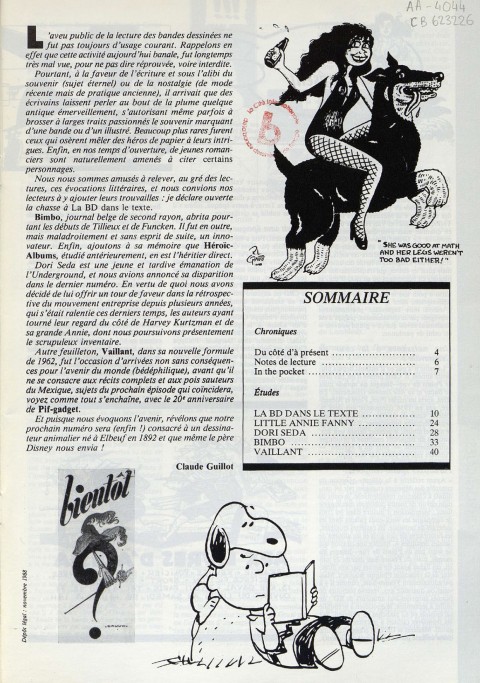 AA-4044
CB 623226
L'aveu public de la lecture des bandes dessinées ne
fut pas toujours d'usage courant. Rappelons en
effet que cette activité aujourd'hui banale, fut longtemps
très mal vue, pour ne pas dire réprouvée, voire interdite.
Pourtant, à la faveur de l'écriture et sous l'alibi du
souvenir (sujet éternel) ou de la nostalgie (de mode
récente mais de pratique ancienne), il arrivait que des
écrivains laissent perler au bout de la plume quelque
antique émerveillement, s'autorisant même parfois à
brosser à larges traits passionnés le souvenir marquant
d'une bande ou d'un illustré. Beaucoup plus rares furent
ceux qui osèrent mêler des héros de papier à leurs intri-
gues. Enfin, en nos temps d'ouverture, de jeunes roman-
ciers sont naturellement amenés à citer certains
personnages.
Nous nous sommes amusés à relever, au gré des lec-
tures, ces évocations littéraires, et nous convions nos
lecteurs à y ajouter leurs trouvailles : je déclare ouverte
la chasse à La BD dans le texte.
Bimbo, journal belge de second rayon, abrita pour-
tant les débuts de Tillieux et de Funcken. Il fut en outre,
mais maladroitement et sans esprit de suite, un inno-
vateur. Enfin, ajoutons à sa mémoire que Héroïc-
Albums, étudié antérieurement, en est l'héritier direct.
Dori Seda est une jeune et tardive émanation de
l'Underground, et nous avions annoncé sa disparition
dans le dernier numéro. En vertu de quoi nous avons
décidé de lui offrir un tour de faveur dans la rétrospec-
tive du mouvement entreprise depuis plusieurs années,
qui s'était ralentie ces derniers temps, les auteurs ayant
tourné leur regard du côté de Harvey Kurtzman et de
sa grande Annie, dont nous poursuivons présentement
le scrupuleux inventaire.
Autre feuilleton, Vaillant, dans sa nouvelle formule
de 1962, fut l'occasion d'arrivées non sans conséquen-
ces pour l'avenir du monde (bédéphilique), avant qu'il
ne se consacre aux récits complets et aux pois sauteurs
du Mexique, sujets du prochain épisode qui coïncidera,
voyez comme tout s'enchaîne, avec le 20e anniversaire
de Pif-gadget.
Et puisque nous évoquons l'avenir, révélons que notre
prochain numéro sera (enfin !) consacré à un dessina-
teur animalier né à Elbeuf en 1892 et que même le père
Disney nous envia !
Claude Guillot
"SHE WAS GOOD AT MATH
AND HER LEGS WEREN'T
TOO BAD EITHER!"
SOMMAIRE
Chroniques
Du côté d'à présent .................... 4
Notes de lecture .................... 6
In the pocket .................... 7
Études
LA BD DANS LE TEXTE .............. 10
LITTLE ANNIE FANNY .............. 24
DORI SEDA .................... 28
BIMBO .................... 33
VAILLANT .................... 40
bientôt
?
Dépôt légal : novembre 1988